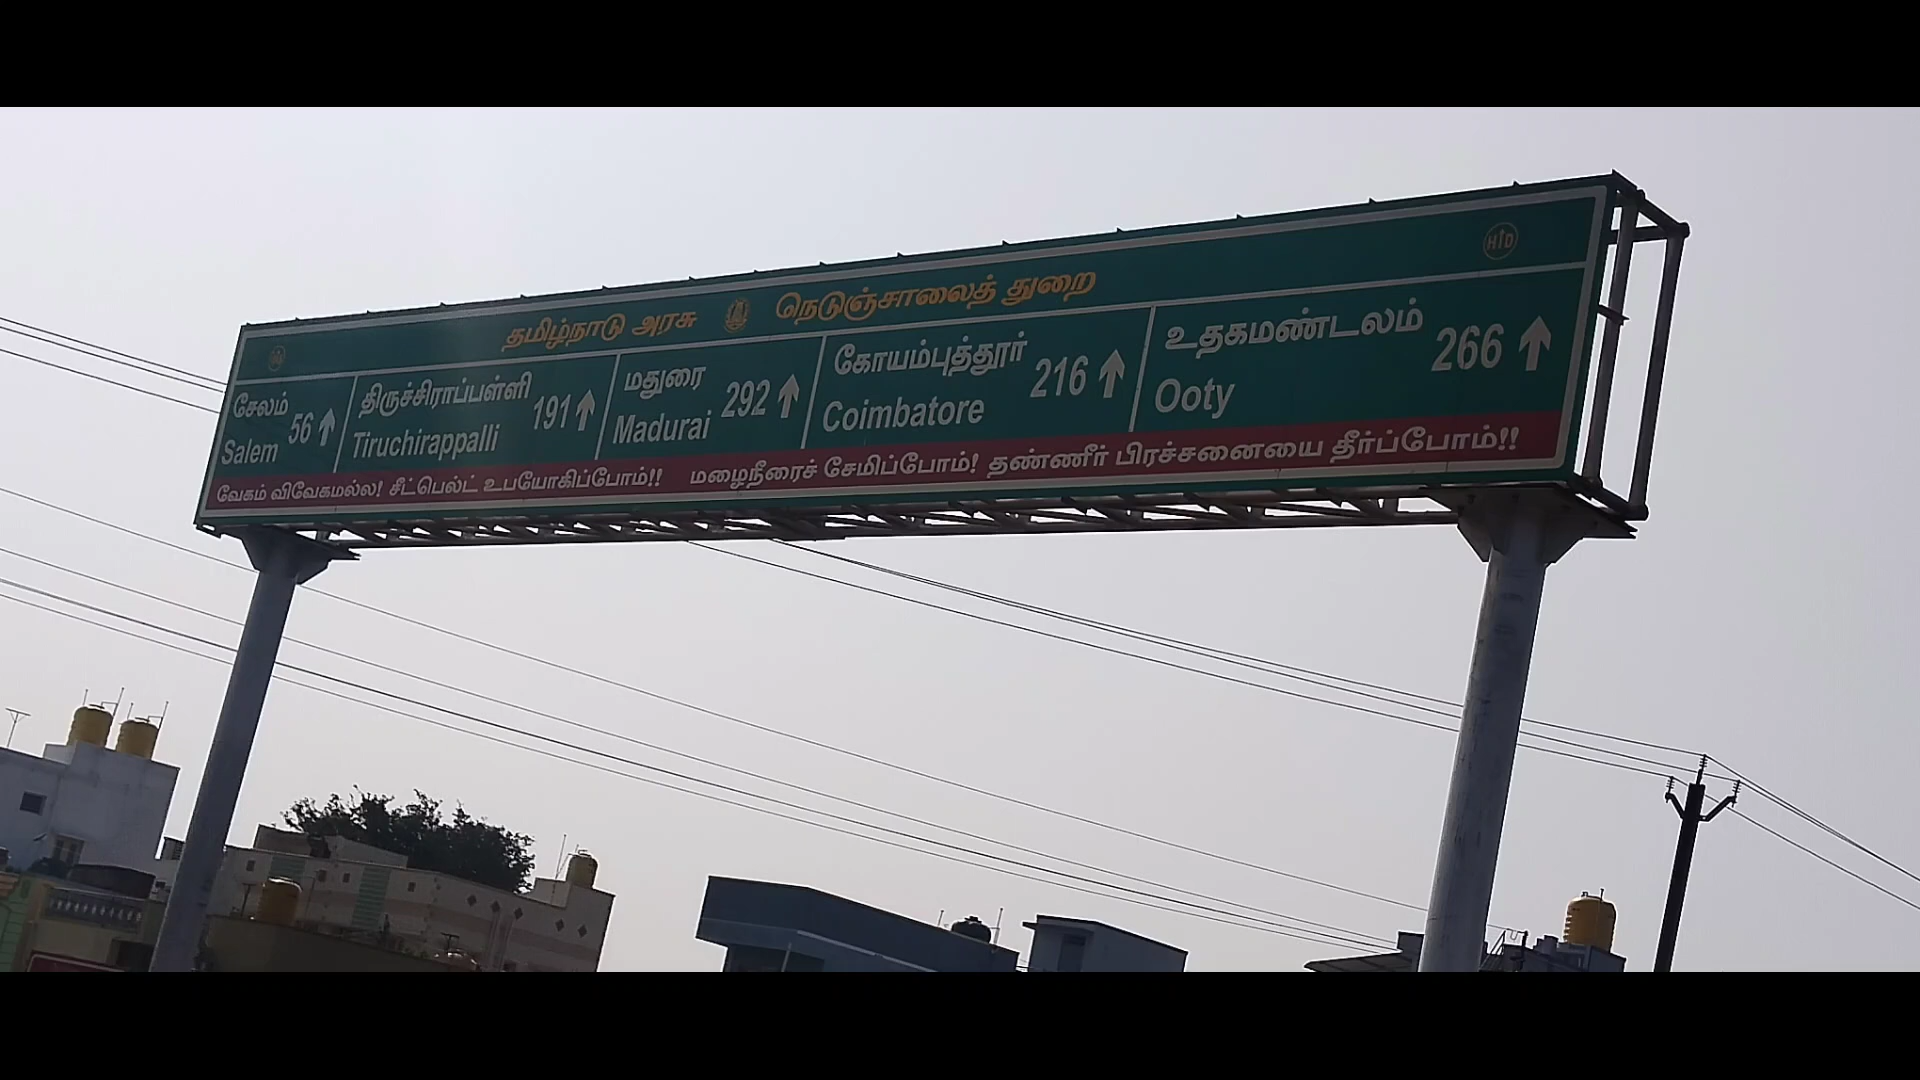 தமிழ்நாடு அரசு நெடுஞ்சாலைத் துறை
HD
சேலம் 56
Salem
திருச்சிராப்பள்ளி 191
Tiruchirappalli
மதுரை 292
Madurai
கோயம்புத்தூர் 216
Coimbatore
உதகமண்டலம் 266
Ooty
வேகம் விவேகமல்ல! சீட்பெல்ட் உபயோகிப்போம்!! மழைநீரைச் சேமிப்போம்! தண்ணீர் பிரச்சனையை தீர்ப்போம்!!